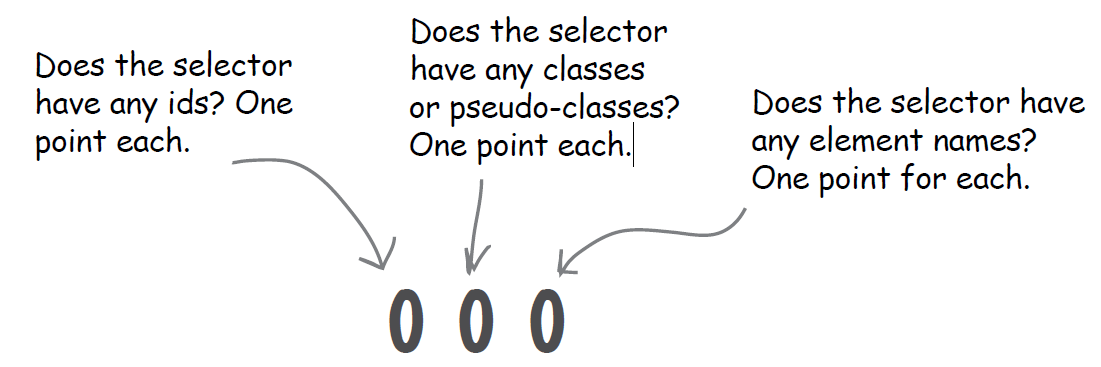 Does the selector
have any ids? One
point each.
Does the selector
have any classes
or pseudo-classes?
One point each.
Does the selector have
any element names?
One point for each.
0 0 0